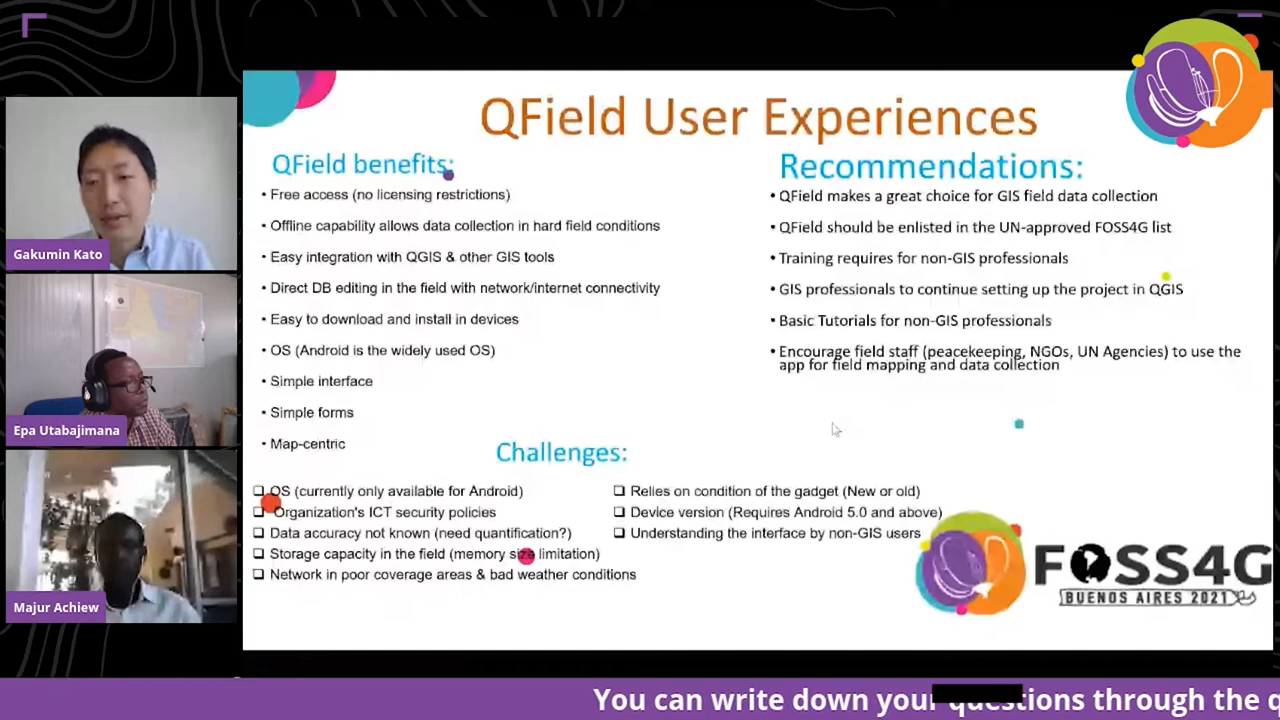 QField User Experiences
QField benefits:
• Free access (no licensing restrictions)
• Offline capability allows data collection in hard field conditions
• Easy integration with QGIS & other GIS tools
• Direct DB editing in the field with network/internet connectivity
• Easy to download and install in devices
• OS (Android is the widely used OS)
• Simple interface
• Simple forms
• Map-centric
Recommendations:
• QField makes a great choice for GIS field data collection
• QField should be enlisted in the UN-approved FOSS4G list
• Training requires for non-GIS professionals
• GIS professionals to continue setting up the project in QGIS
• Basic Tutorials for non-GIS professionals
• Encourage field staff (peacekeeping, NGOs, UN Agencies) to use the
app for field mapping and data collection
Challenges:
❑ OS (currently only available for Android)
❑ Organization's ICT security policies
❑ Data accuracy not known (need quantification?)
❑ Storage capacity in the field (memory size limitation)
❑ Network in poor coverage areas & bad weather conditions
❑ Relies on condition of the gadget (New or old)
❑ Device version (Requires Android 5.0 and above)
❑ Understanding the interface by non-GIS users
FOSS4G
BUENOS AIRES 2021
Gakumin Kato
Epa Utabajimana
Majur Achiew
You can write down your through the